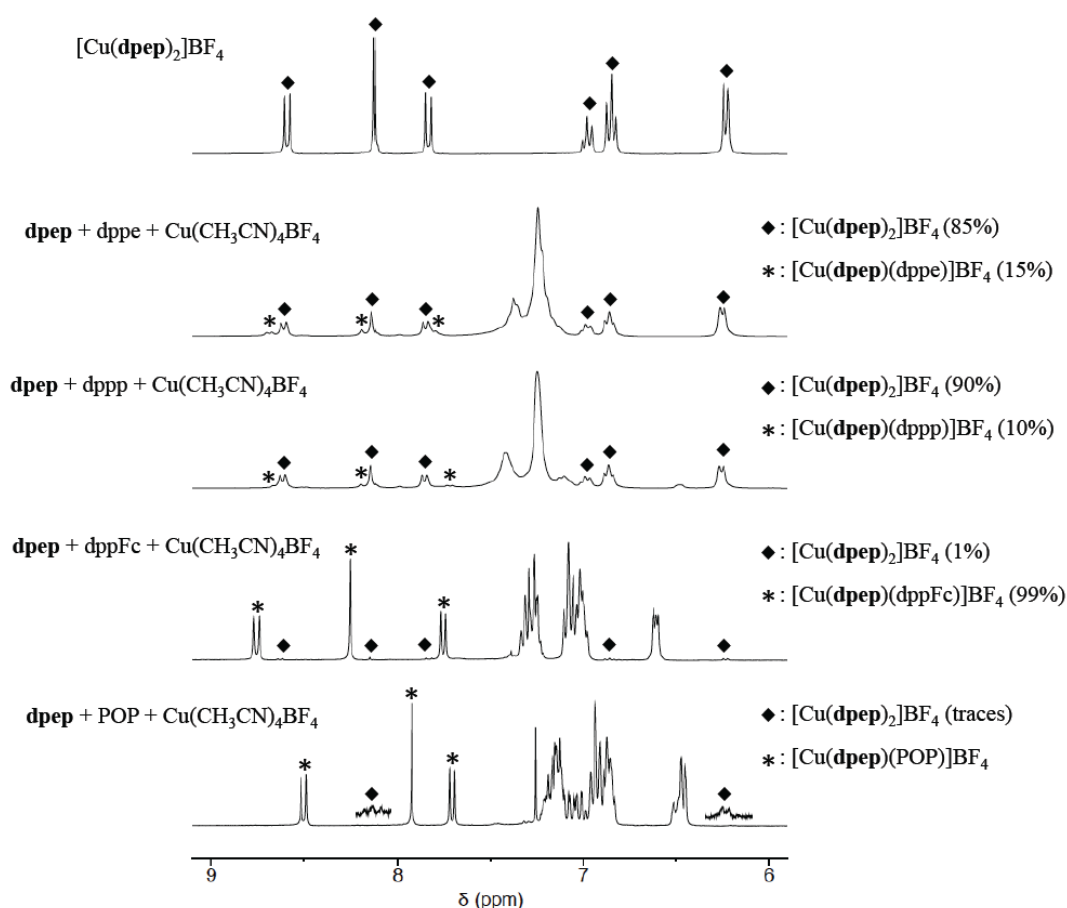 [Cu(dpep)₂]BF₄
dpep + dppe + Cu(CH₃CN)₄BF₄
◆ : [Cu(dpep)₂]BF₄ (85%)
* : [Cu(dpep)(dppe)]BF₄ (15%)
dpep + dppp + Cu(CH₃CN)₄BF₄
◆ : [Cu(dpep)₂]BF₄ (90%)
* : [Cu(dpep)(dppp)]BF₄ (10%)
dpep + dppFc + Cu(CH₃CN)₄BF₄
◆ : [Cu(dpep)₂]BF₄ (1%)
* : [Cu(dpep)(dppFc)]BF₄ (99%)
dpep + POP + Cu(CH₃CN)₄BF₄
◆ : [Cu(dpep)₂]BF₄ (traces)
* : [Cu(dpep)(POP)]BF₄
9 8 7 6
δ (ppm)